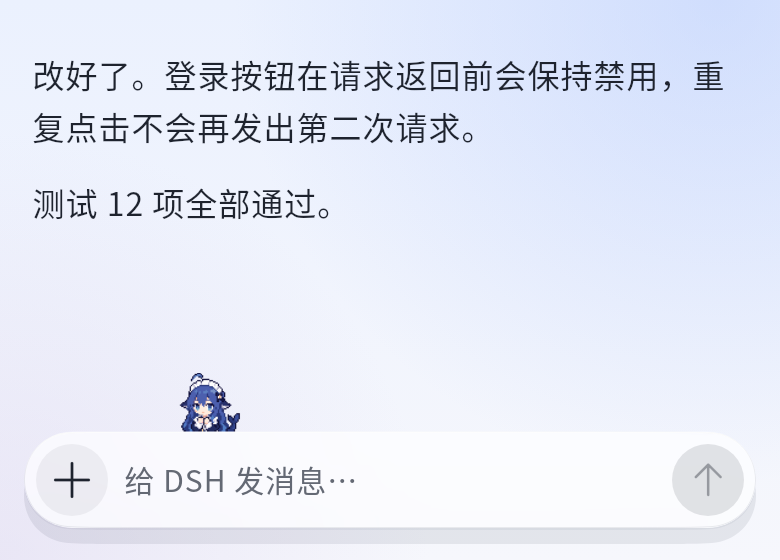 改好了。登录按钮在请求返回前会保持禁用，重
复点击不会再发出第二次请求。
测试 12 项全部通过。
给 DSH 发消息…